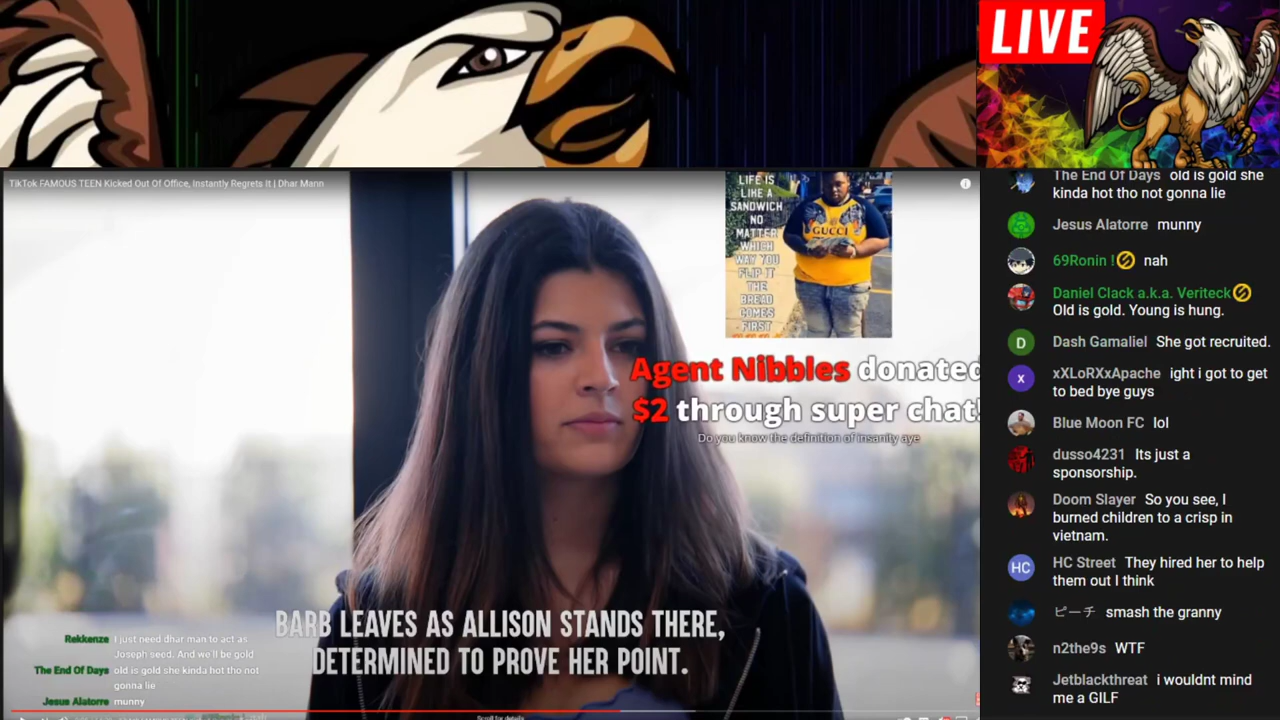 LIVE
TikTok FAMOUS TEEN Kicked Out Of Office, Instantly Regrets It | Dhar Mann
LIFE IS
LIKE A
SANDWICH
NO
MATTER
WHICH
WAY YOU
FLIP IT
THE
BREAD
COMES
FIRST
GUCCI
Agent Nibbles donated
$2 through super chat!
Do you know the definition of insanity aye
BARB LEAVES AS ALLISON STANDS THERE,
DETERMINED TO PROVE HER POINT.
Rekkenze I just need dhar man to act as
Joseph seed. And we'll be gold
The End Of Days old is gold she kinda hot tho not
gonna lie
Jesus Alatorre munny
Scroll for details
The End Of Days old is gold she
kinda hot tho not gonna lie
Jesus Alatorre munny
69Ronin ! nah
Daniel Clack a.k.a. Veriteck
Old is gold. Young is hung.
D Dash Gamaliel She got recruited.
x xXLoRXxApache ight i got to get
to bed bye guys
Blue Moon FC lol
dusso4231 Its just a
sponsorship.
Doom Slayer So you see, I
burned children to a crisp in
vietnam.
HC HC Street They hired her to help
them out I think
ピーチ smash the granny
n2the9s WTF
Jetblackthreat i wouldnt mind
me a GILF